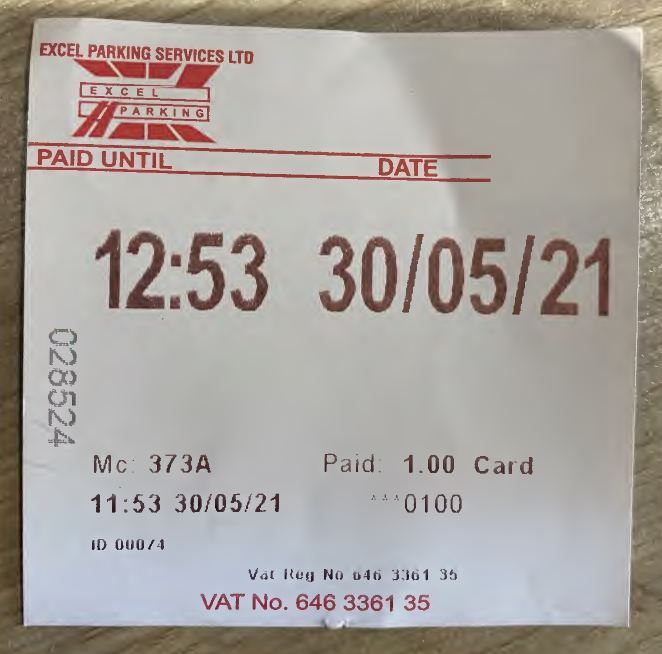 EXCEL PARKING SERVICES LTD
EXCEL
PARKING
PAID UNTIL DATE
12:53 30/05/21
028524
Mc: 373A Paid: 1.00 Card
11:53 30/05/21 ^^^0100
ID 00074
Vat Reg No 646 3361 35
VAT No. 646 3361 35